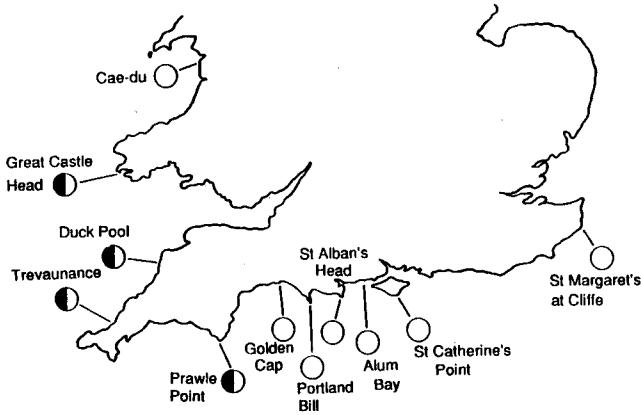 Cae-du
Great Castle
Head
Duck Pool
Trevaunance
St Alban's
Head
St Margaret's
at Cliffe
Golden
Cap
St Catherine's
Point
Alum
Bay
Prawle
Point
Portland
Bill